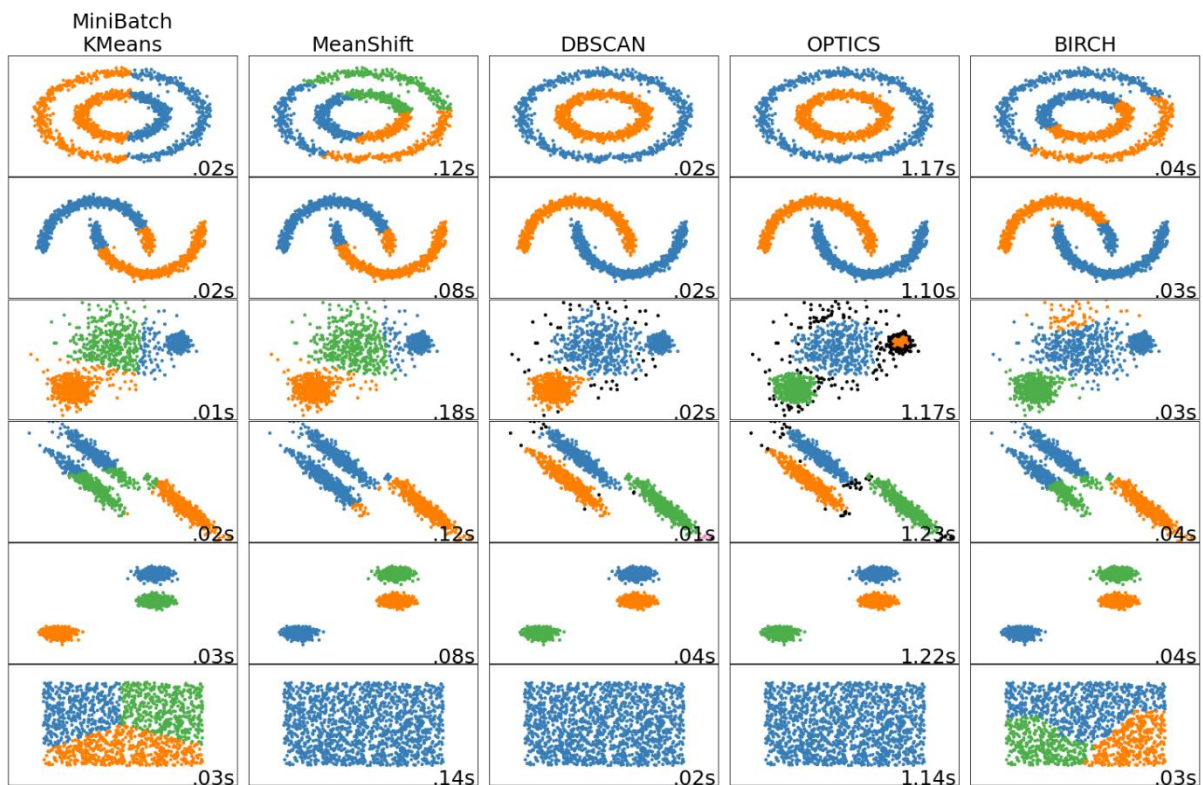 MiniBatch
KMeans
MeanShift
DBSCAN
OPTICS
BIRCH
.02s
.12s
.02s
1.17s
.04s
.02s
.08s
.02s
1.10s
.03s
.01s
.18s
.02s
1.17s
.03s
.02s
.12s
.01s
1.23s
.04s
.03s
.08s
.04s
1.22s
.04s
.03s
.14s
.02s
1.14s
.03s